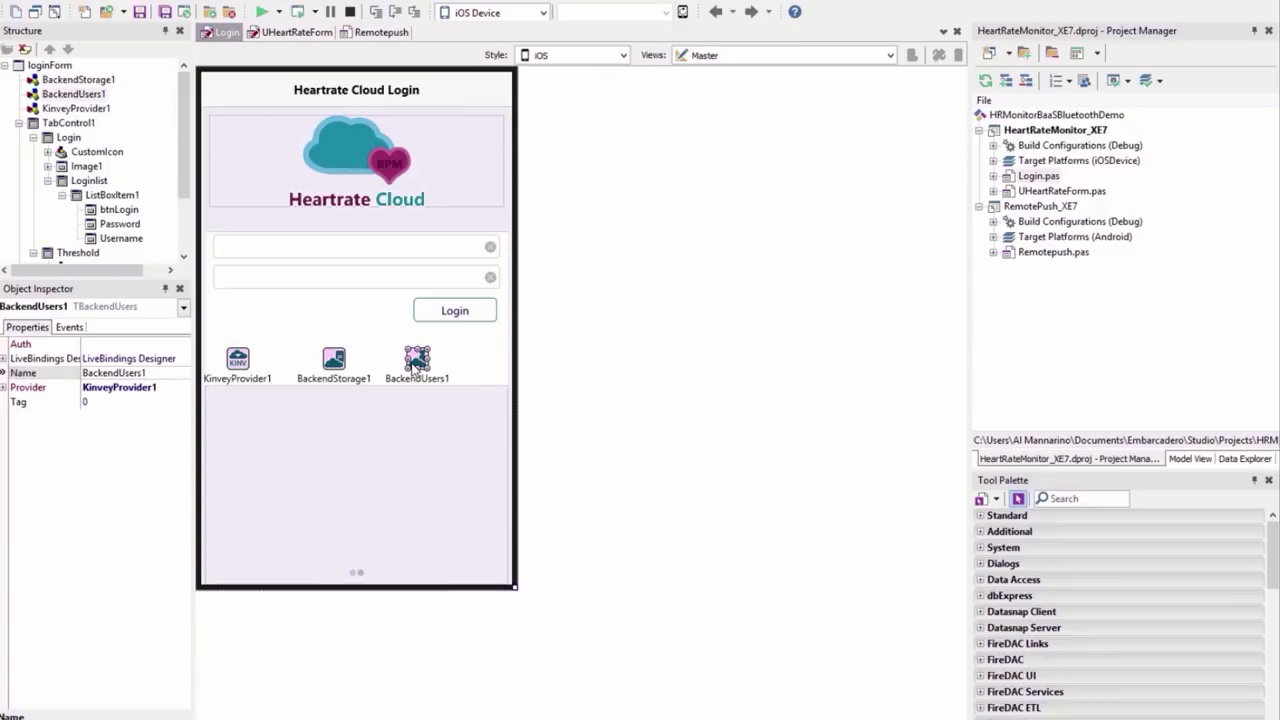 iOS Device
Structure
Login
UHeartRateForm
Remotepush
HeartRateMonitor_XE7.dproj - Project Manager
Style:
iOS
Views:
Master
loginForm
BackendStorage1
BackendUsers1
KinveyProvider1
TabControl1
Login
CustomIcon
Image1
Loginlist
ListBoxItem1
btnLogin
Password
Username
Threshold
Heartrate Cloud Login
BPM
Heartrate Cloud
Login
KINV
KinveyProvider1
BackendStorage1
BackendUsers1
Object Inspector
BackendUsers1 TBackendUsers
Properties
Events
Auth
LiveBindings De:
LiveBindings Designer
Name
BackendUsers1
Provider
KinveyProvider1
Tag
0
Name
File
HRMonitorBaaSBluetoothDemo
HeartRateMonitor_XE7
Build Configurations (Debug)
Target Platforms (iOSDevice)
Login.pas
UHeartRateForm.pas
RemotePush_XE7
Build Configurations (Debug)
Target Platforms (Android)
Remotepush.pas
C:\Users\Al Mannarino\Documents\Embarcadero\Studio\Projects\HRM
HeartRateMonitor_XE7.dproj - Project Mana...
Model View
Data Explorer
Tool Palette
Search
Standard
Additional
System
Dialogs
Data Access
dbExpress
Datasnap Client
Datasnap Server
FireDAC Links
FireDAC
FireDAC UI
FireDAC Services
FireDAC ETL